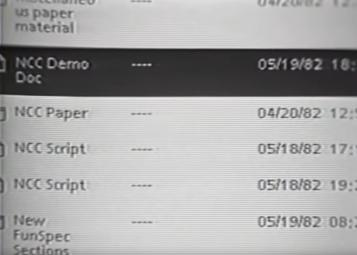 us paper 04/20/82 12:
material
NCC Demo ---- 05/19/82 18:
Doc
NCC Paper ---- 04/20/82 12:
NCC Script ---- 05/18/82 17:
NCC Script ---- 05/18/82 19:
New ---- 05/19/82 08:
FunSpec
Sections